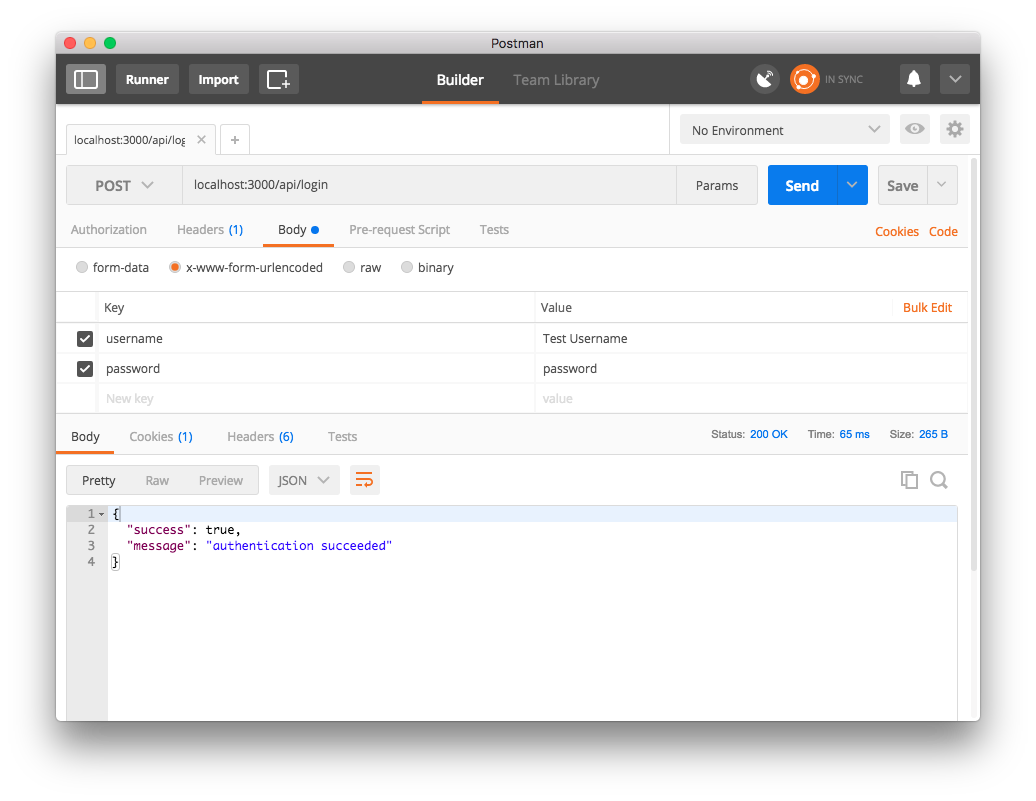 Postman
Runner Import Builder Team Library IN SYNC
localhost:3000/api/log No Environment
POST localhost:3000/api/login Params Send Save
Authorization Headers (1) Body Pre-request Script Tests Cookies Code
form-data x-www-form-urlencoded raw binary
Key Value Bulk Edit
username Test Username
password password
New key value
Body Cookies (1) Headers (6) Tests Status: 200 OK Time: 65 ms Size: 265 B
Pretty Raw Preview JSON
1 {
2 "success": true,
3 "message": "authentication succeeded"
4 }